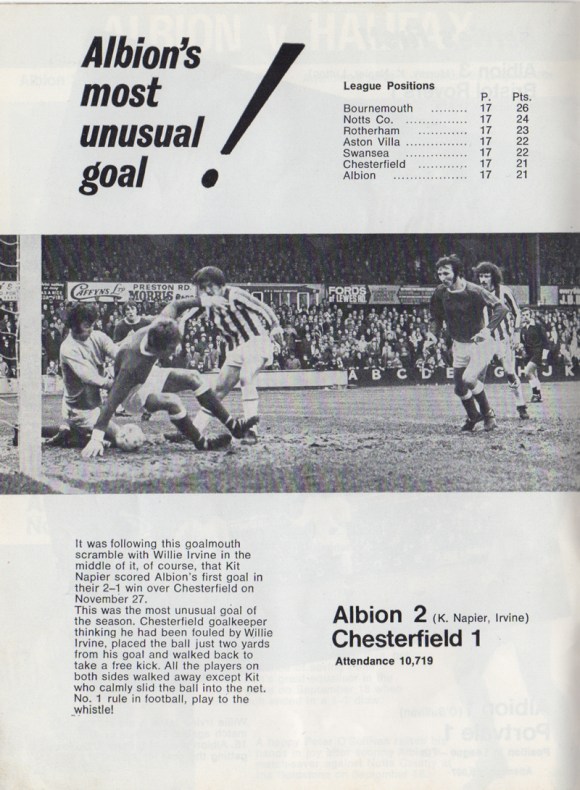 Albion's
most
unusual
goal
!
League Positions
P. Pts.
Bournemouth ......... 17 26
Notts Co. ............... 17 24
Rotherham ............ 17 23
Aston Villa ............... 17 22
Swansea ............... 17 22
Chesterfield ............ 17 21
Albion .................. 17 21
CAFFYNS LTD
PRESTON RD.
MORRIS
FORDS
OF LEWES RD.
A B C D E G J K
It was following this goalmouth
scramble with Willie Irvine in the
middle of it, of course, that Kit
Napier scored Albion's first goal in
their 2–1 win over Chesterfield on
November 27.
This was the most unusual goal of
the season. Chesterfield goalkeeper
thinking he had been fouled by Willie
Irvine, placed the ball just two yards
from his goal and walked back to
take a free kick. All the players on
both sides walked away except Kit
who calmly slid the ball into the net.
No. 1 rule in football, play to the
whistle!
Albion 2 (K. Napier, Irvine)
Chesterfield 1
Attendance 10,719